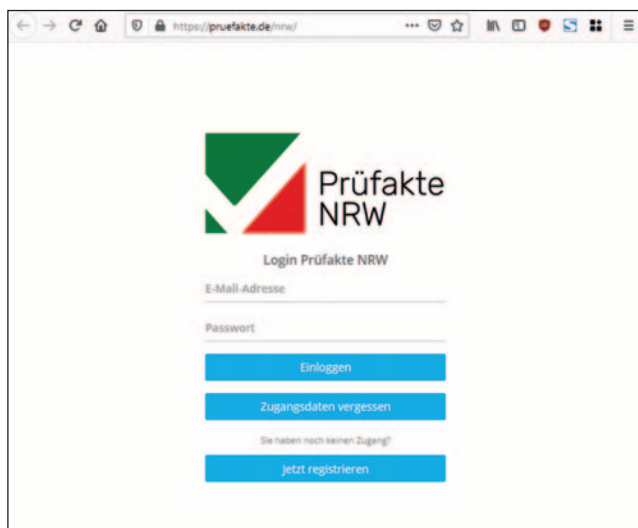 https://pruefakte.de/nrw/
Prüfakte
NRW
Login Prüfakte NRW
E-Mail-Adresse
Passwort
Einloggen
Zugangsdaten vergessen
Sie haben noch keinen Zugang?
Jetzt registrieren